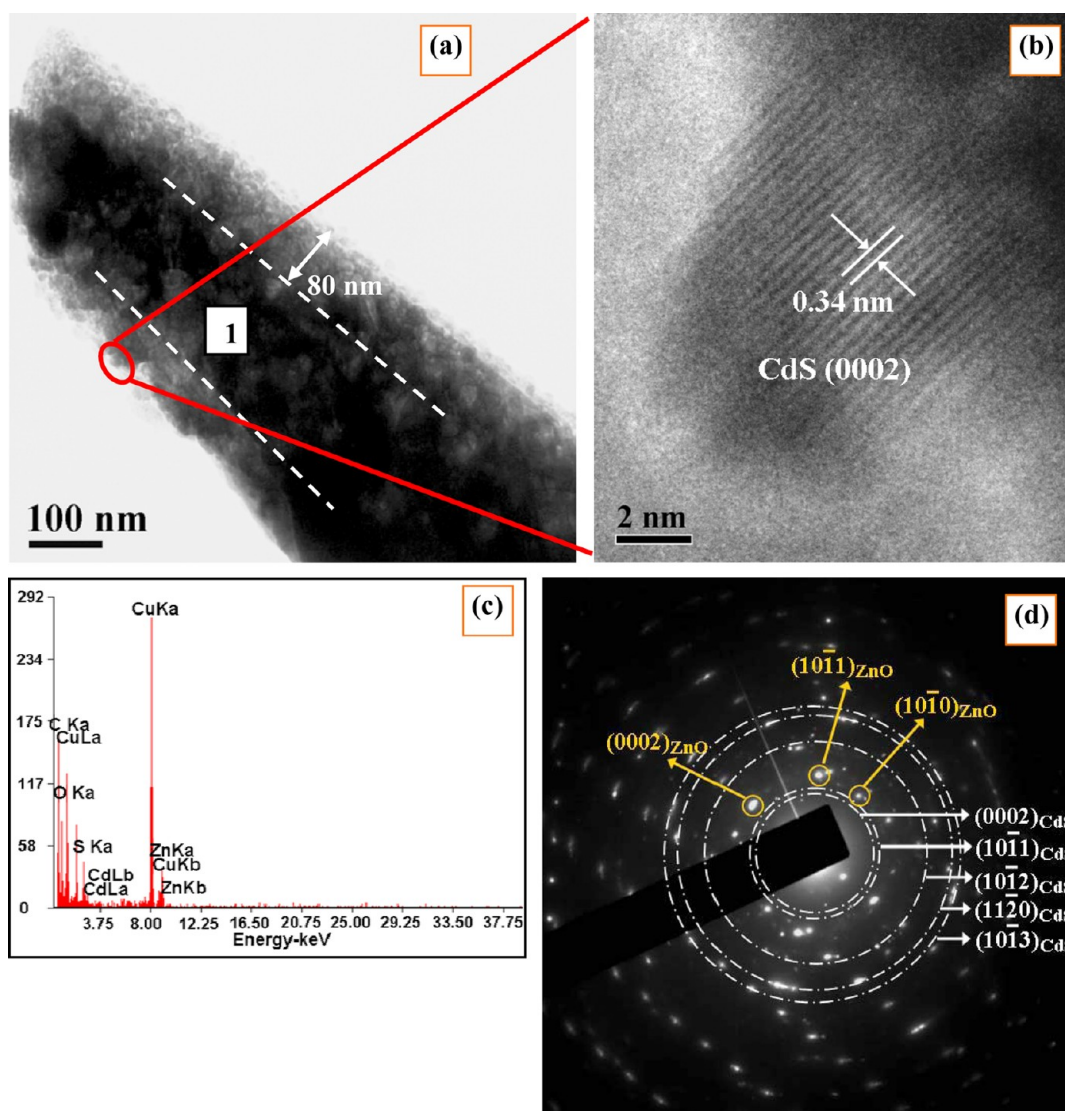 (a)
80 nm
1
100 nm
(b)
0.34 nm
CdS (0002)
2 nm
(c)
292
234
175
117
58
0
CuKa
C Ka
CuLa
O Ka
S Ka
CdLb
CdLa
ZnKa
CuKb
ZnKb
3.75 8.00 12.25 16.50 20.75 25.00 29.25 33.50 37.75
Energy-keV
(d)
(101̅1)ZnO
(101̅0)ZnO
(0002)ZnO
(0002)Cd
(101̅1)Cd
(101̅2)Cd
(112̅0)Cd
(101̅3)Cd